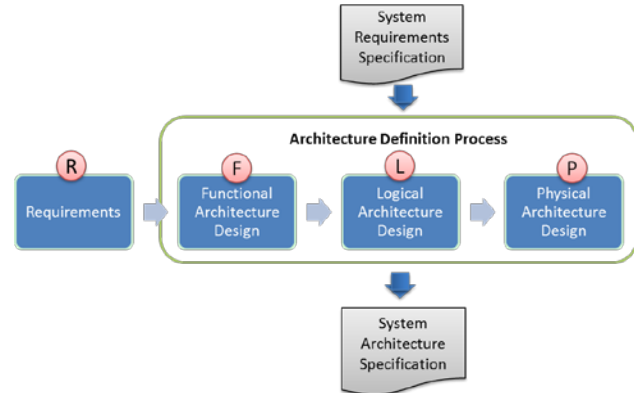 System
Requirements
Specification
Architecture Definition Process
R
F
L
P
Requirements
Functional
Architecture
Design
Logical
Architecture
Design
Physical
Architecture
Design
System
Architecture
Specification